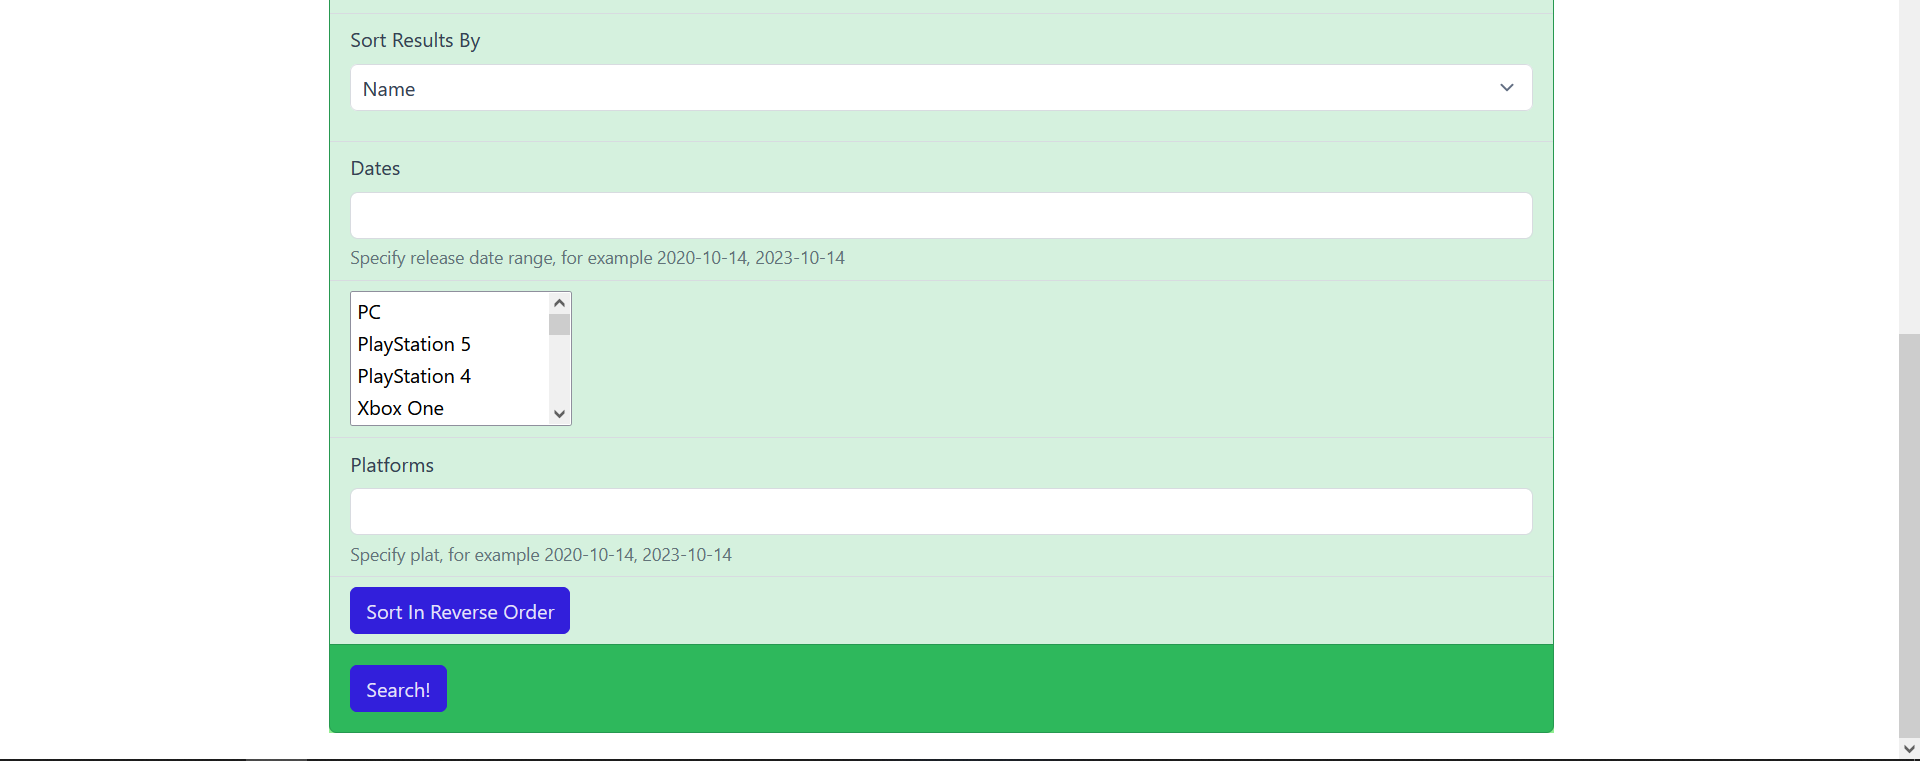 Sort Results By
Name
Dates
Specify release date range, for example 2020-10-14, 2023-10-14
PC
PlayStation 5
PlayStation 4
Xbox One
Platforms
Specify plat, for example 2020-10-14, 2023-10-14
Sort In Reverse Order
Search!